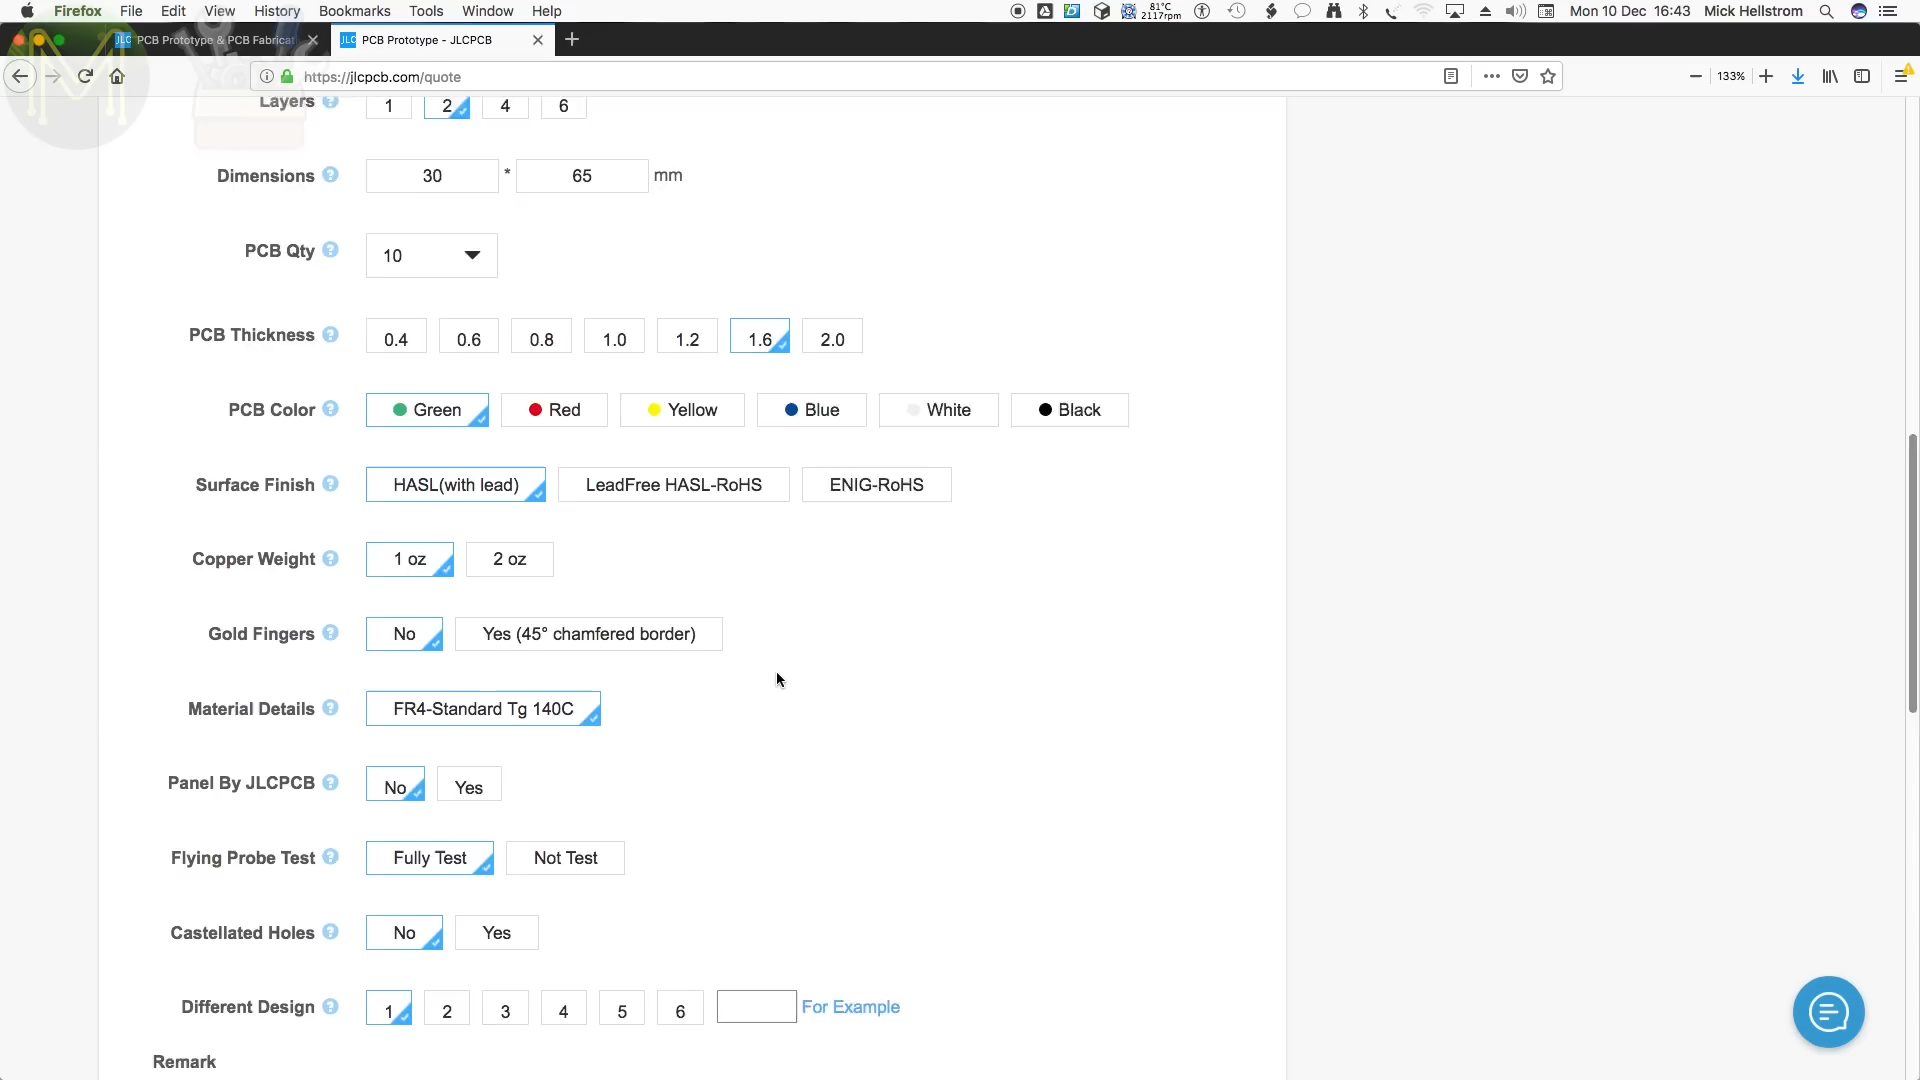 Firefox File Edit View History Bookmarks Tools Window Help 81°C 2117rpm Mon 10 Dec 16:43 Mick Hellstrom
JLC PCB Prototype & PCB Fabricat JLC PCB Prototype - JLCPCB
https://jlcpcb.com/quote 133%
Layers ? 1 2 4 6
Dimensions ? 30 * 65 mm
PCB Qty ? 10
PCB Thickness ? 0.4 0.6 0.8 1.0 1.2 1.6 2.0
PCB Color ? Green Red Yellow Blue White Black
Surface Finish ? HASL(with lead) LeadFree HASL-RoHS ENIG-RoHS
Copper Weight ? 1 oz 2 oz
Gold Fingers ? No Yes (45° chamfered border)
Material Details ? FR4-Standard Tg 140C
Panel By JLCPCB ? No Yes
Flying Probe Test ? Fully Test Not Test
Castellated Holes ? No Yes
Different Design ? 1 2 3 4 5 6 For Example
Remark